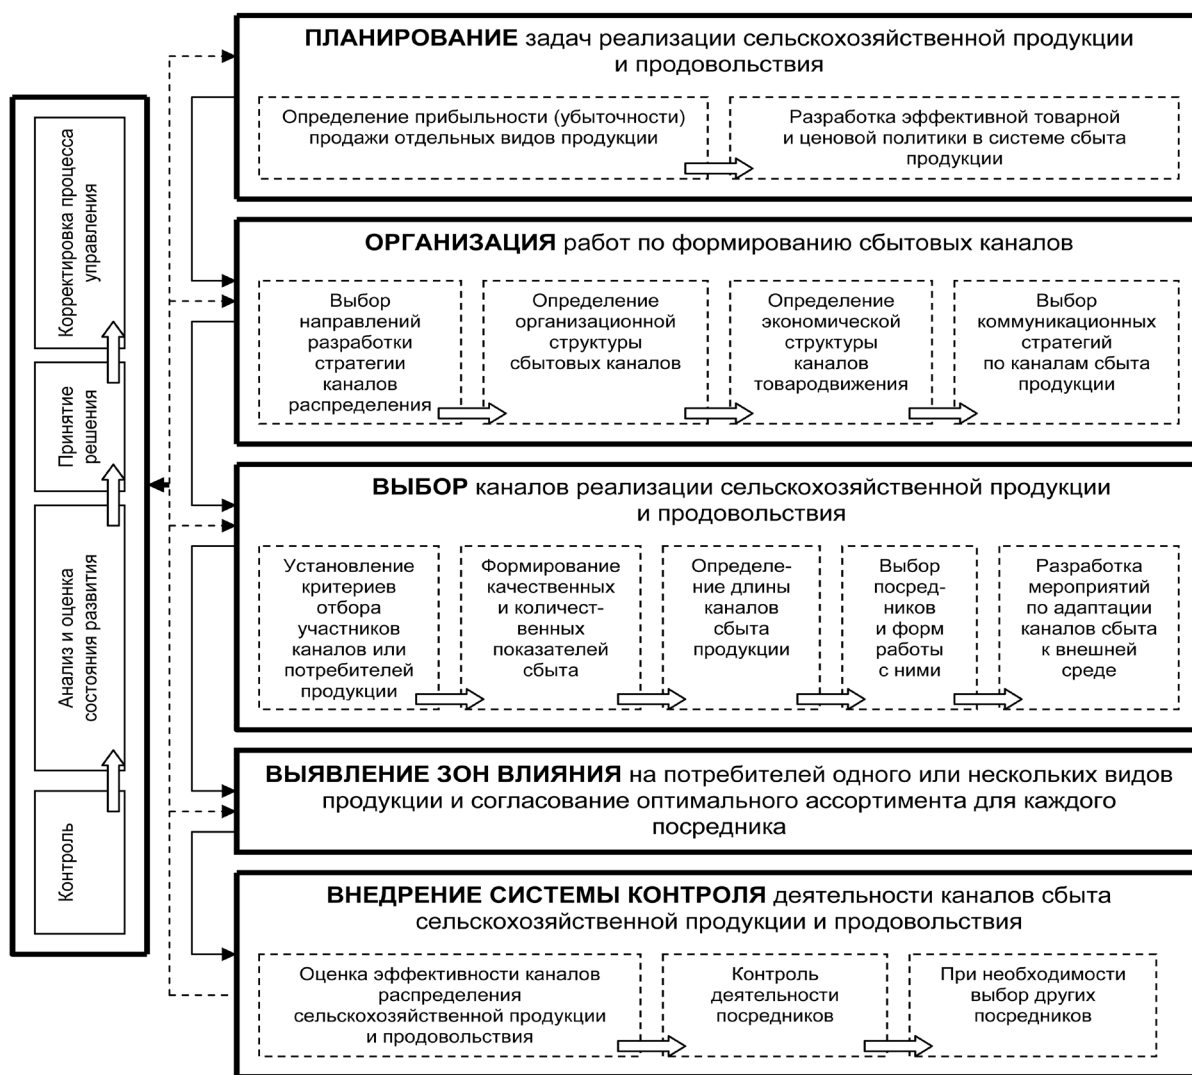 ПЛАНИРОВАНИЕ задач реализации сельскохозяйственной продукции
и продовольствия
Определение прибыльности (убыточности)
продажи отдельных видов продукции
Разработка эффективной товарной
и ценовой политики в системе сбыта
продукции
ОРГАНИЗАЦИЯ работ по формированию сбытовых каналов
Выбор
направлений
разработки
стратегии
каналов
распределения
Определение
организационной
структуры
сбытовых каналов
Определение
экономической
структуры
каналов
товародвижения
Выбор
коммуникационных
стратегий
по каналам сбыта
продукции
ВЫБОР каналов реализации сельскохозяйственной продукции
и продовольствия
Установление
критериев
отбора
участников
каналов или
потребителей
продукции
Формирование
качественных
и количест-
венных
показателей
сбыта
Определе-
ние длины
каналов
сбыта
продукции
Выбор
посред-
ников
и форм
работы
с ними
Разработка
мероприятий
по адаптации
каналов сбыта
к внешней
среде
ВЫЯВЛЕНИЕ ЗОН ВЛИЯНИЯ на потребителей одного или нескольких видов
продукции и согласование оптимального ассортимента для каждого
посредника
ВНЕДРЕНИЕ СИСТЕМЫ КОНТРОЛЯ деятельности каналов сбыта
сельскохозяйственной продукции и продовольствия
Оценка эффективности каналов
распределения
сельскохозяйственной продукции
и продовольствия
Контроль
деятельности
посредников
При необходимости
выбор других
посредников
Корректировка процесса
управления
Принятие
решения
Анализ и оценка
состояния развития
Контроль